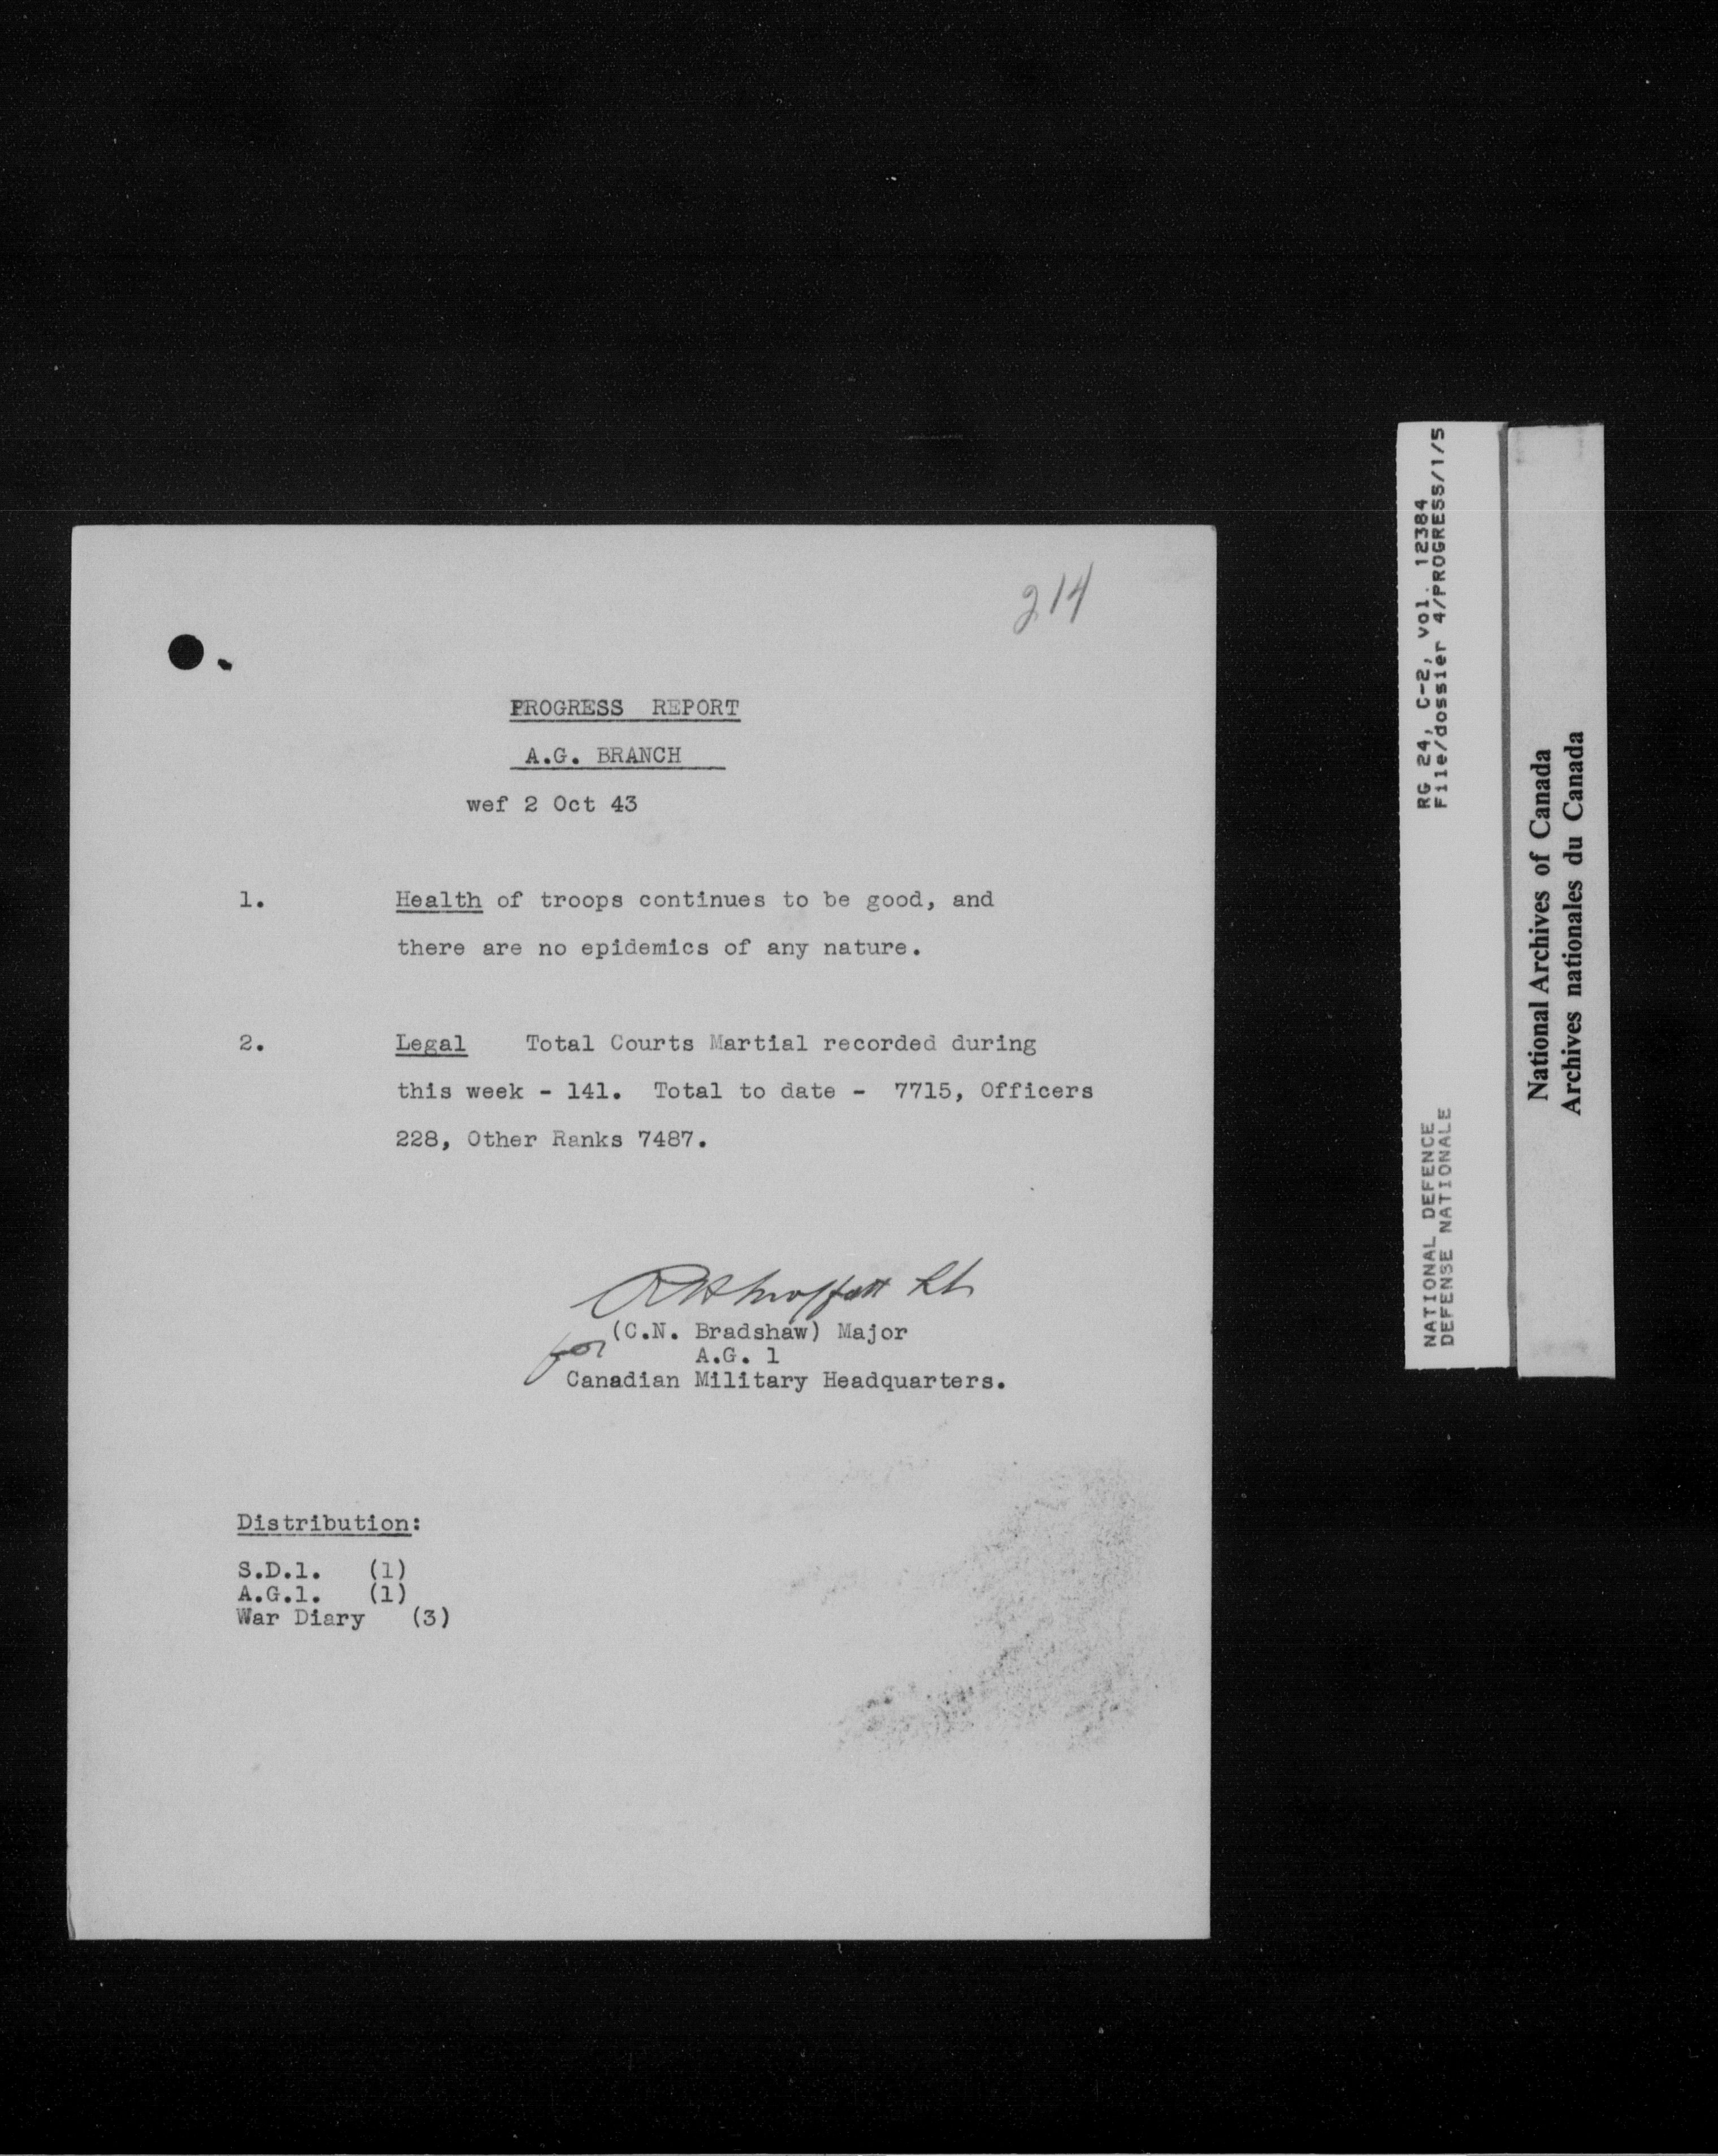 214
PROGRESS REPORT
A.G. BRANCH
wef 2 Oct 43
1. Health of troops continues to be good, and
there are no epidemics of any nature.
2. Legal Total Courts Martial recorded during
this week - 141. Total to date - 7715, Officers
228, Other Ranks 7487.
Moffatt Lt
for (C.N. Bradshaw) Major
A.G. 1
Canadian Military Headquarters.
Distribution:
S.D.1. (1)
A.G.1. (1)
War Diary (3)
RG 24, C-2, vol. 12384
File/dossier 4/PROGRESS/1/5
NATIONAL DEFENCE
DEFENSE NATIONALE
National Archives of Canada
Archives nationales du Canada